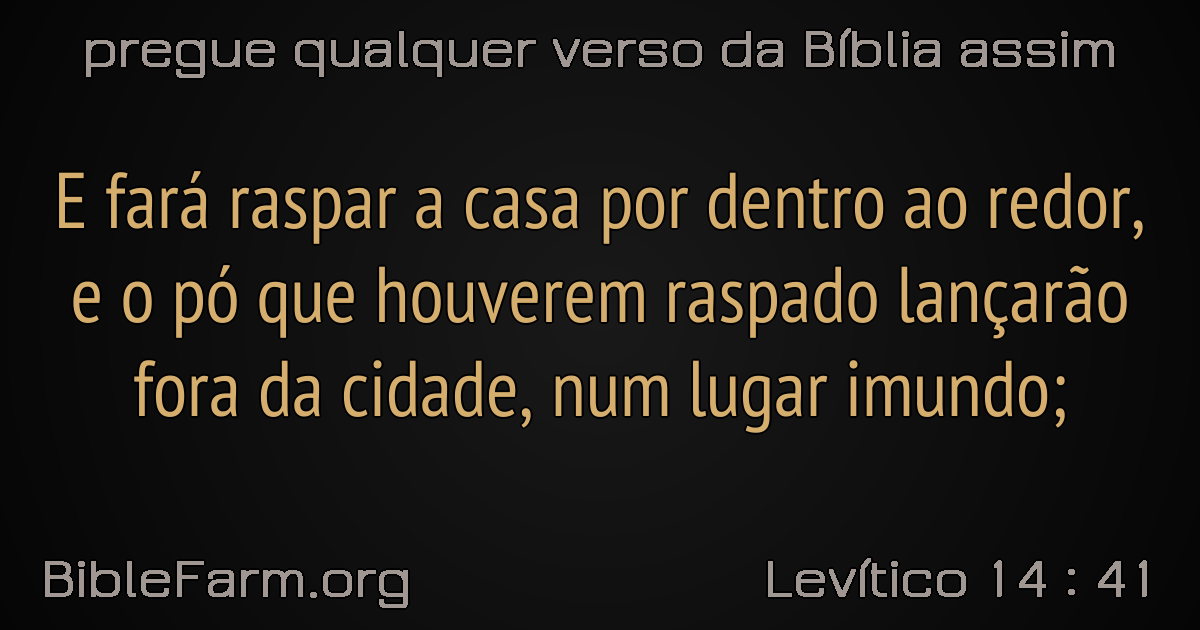 pregue qualquer verso da Bíblia assim
E fará raspar a casa por dentro ao redor,
e o pó que houverem raspado lançarão
fora da cidade, num lugar imundo;
BibleFarm.org
Levítico 14 : 41